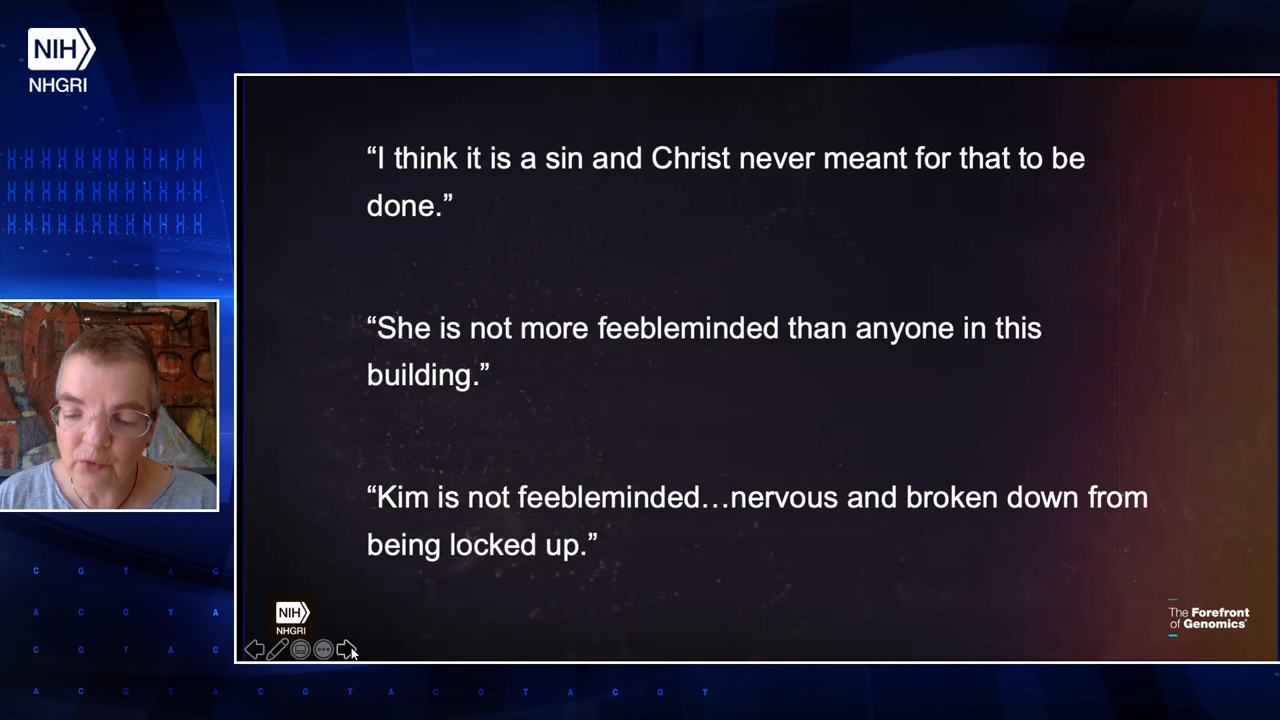 NIH
NHGRI
“I think it is a sin and Christ never meant for that to be
done.”
“She is not more feebleminded than anyone in this
building.”
“Kim is not feebleminded…nervous and broken down from
being locked up.”
NIH
NHGRI
The Forefront
of Genomics®
C G T A C
A C G T A
C G T A C
A C G T A C G T A C G T A C G T